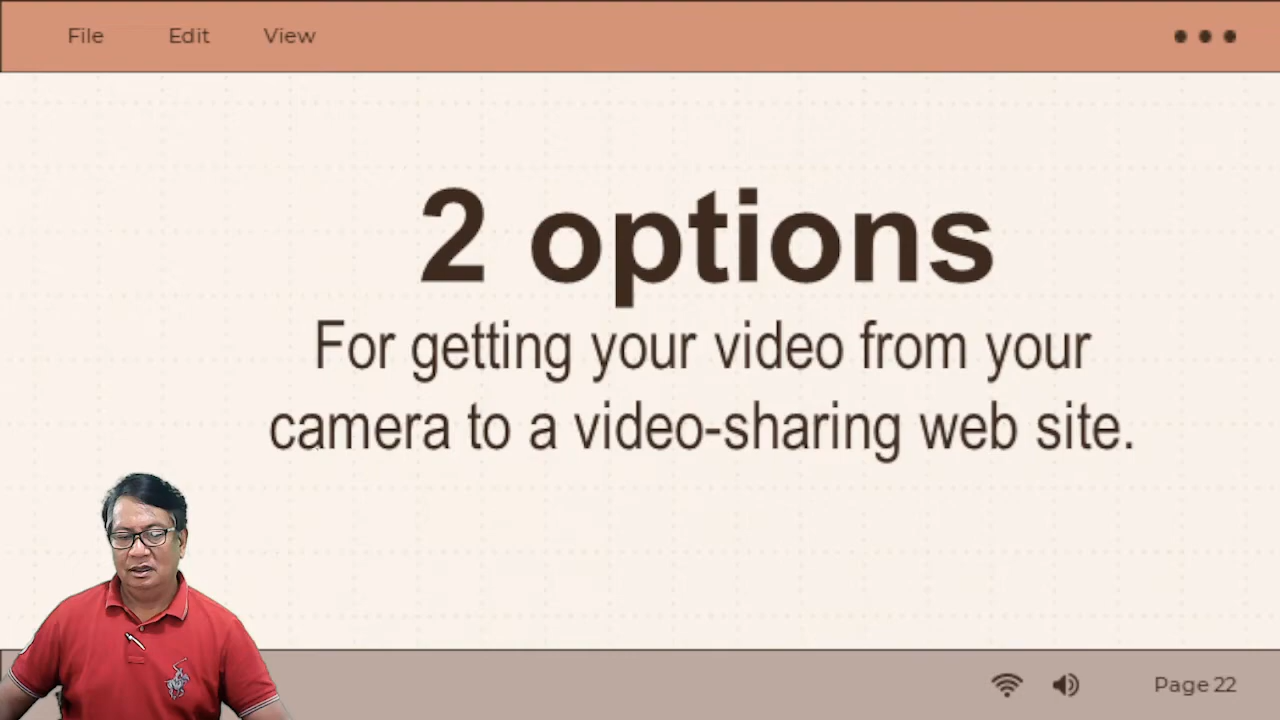 File Edit View
2 options
For getting your video from your
camera to a video-sharing web site.
Page 22